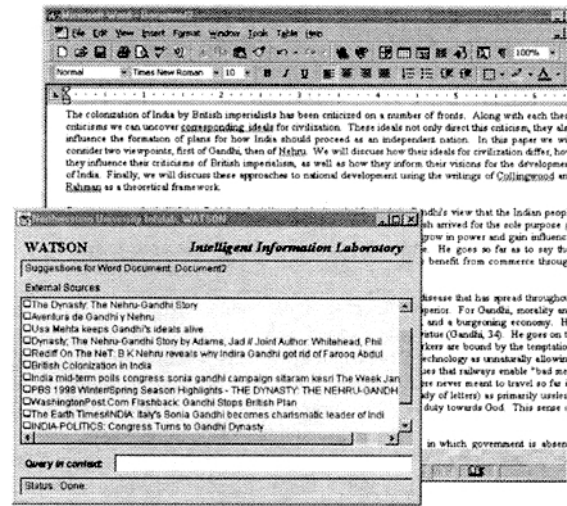 File Edit View Insert Format Window Tools Table Help
100%
Normal Times New Roman 10 B I U
The colonization of India by British imperialists has been criticized on a number of fronts. Along with each these
criticisms we can uncover corresponding ideals for civilization. These ideals not only direct this criticism, they als
influence the formation of plans for how India should proceed as an independent nation. In this paper we wi
consider two viewpoints, first of Gandhi, then of Nehru. We will discuss how their ideals for civilization differ, how
they influence their criticisms of British imperialism, as well as how they inform their visions for the developmen
of India. Finally, we will discuss these approaches to national development using the writings of Collingwood an
Rahman as a theoretical framework.
ndhi's view that the Indian peop
sh arrived for the sole purpose
grow in power and gain influenc
e. He goes so far as to say the
benefit from commerce throug
disease that has spread throughou
perior. For Gandhi, morality an
and a burgeoning economy. H
virtue (Gandhi, 34). He goes on t
rkers are bound by the temptation
echnology as unnaturally allowing
ues that railways enable "bad me
ere never meant to travel so far i
dy of letters) as primarily useles
duty towards God. This sense o
in which government is absen
Northwestern University Infolab, WATSON
WATSON Intelligent Information Laboratory
Suggestions for Word Document: Document2
External Sources
The Dynasty: The Nehru-Gandhi Story
Aventura de Gandhi y Nehru
Usa Mehta keeps Gandhi's ideals alive
Dynasty; The Nehru-Gandhi Story by Adams, Jad // Joint Author: Whitehead, Phil
Rediff On The NeT: B K Nehru reveals why Indira Gandhi got rid of Farooq Abdul
British Colonization in India
India mid-term polls congress sonia gandhi campaign sitaram kesri The Week Jan
PBS 1998 Winter/Spring Season Highlights - THE DYNASTY: THE NEHRU-GANDH
WashingtonPost.Com Flashback: Gandhi Stops British Plan
The Earth Times/INDIA: Italy's Sonia Gandhi becomes charismatic leader of Indi
INDIA-POLITICS: Congress Turns to Gandhi Dynasty
Query in context:
Status: Done.